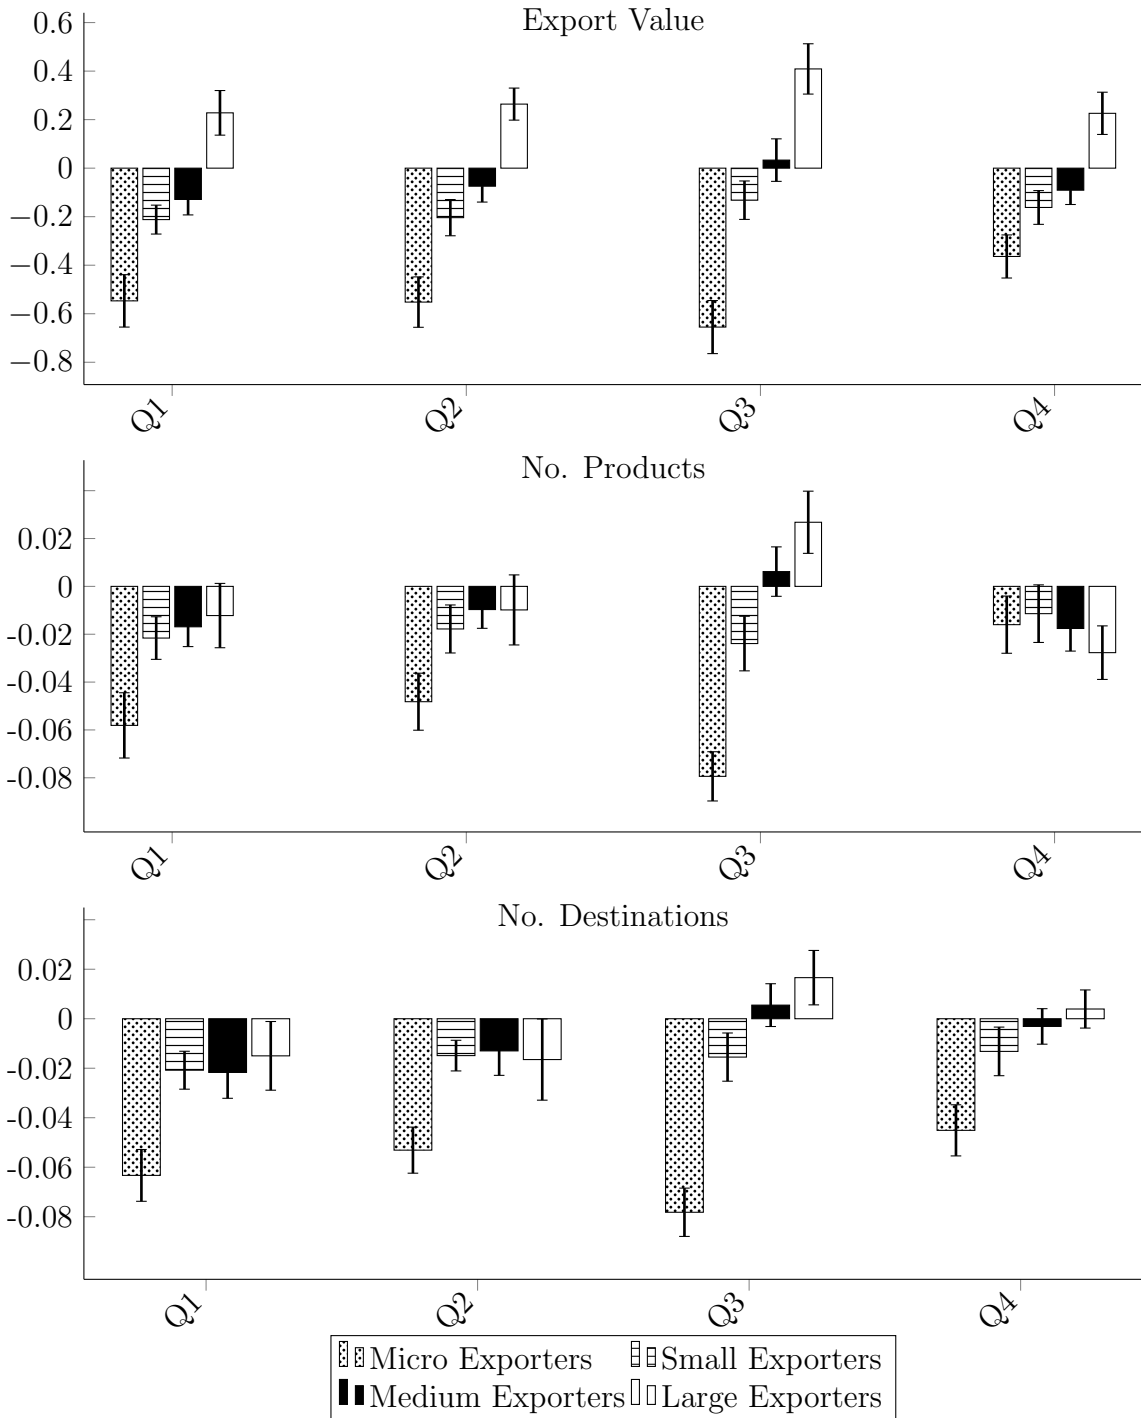 Export Value
0.6
0.4
0.2
0
−0.2
−0.4
−0.6
−0.8
Q1 Q2 Q3 Q4
No. Products
0.02
0
-0.02
-0.04
-0.06
-0.08
Q1 Q2 Q3 Q4
No. Destinations
0.02
0
-0.02
-0.04
-0.06
-0.08
Q1 Q2 Q3 Q4
Micro Exporters Small Exporters
Medium Exporters Large Exporters